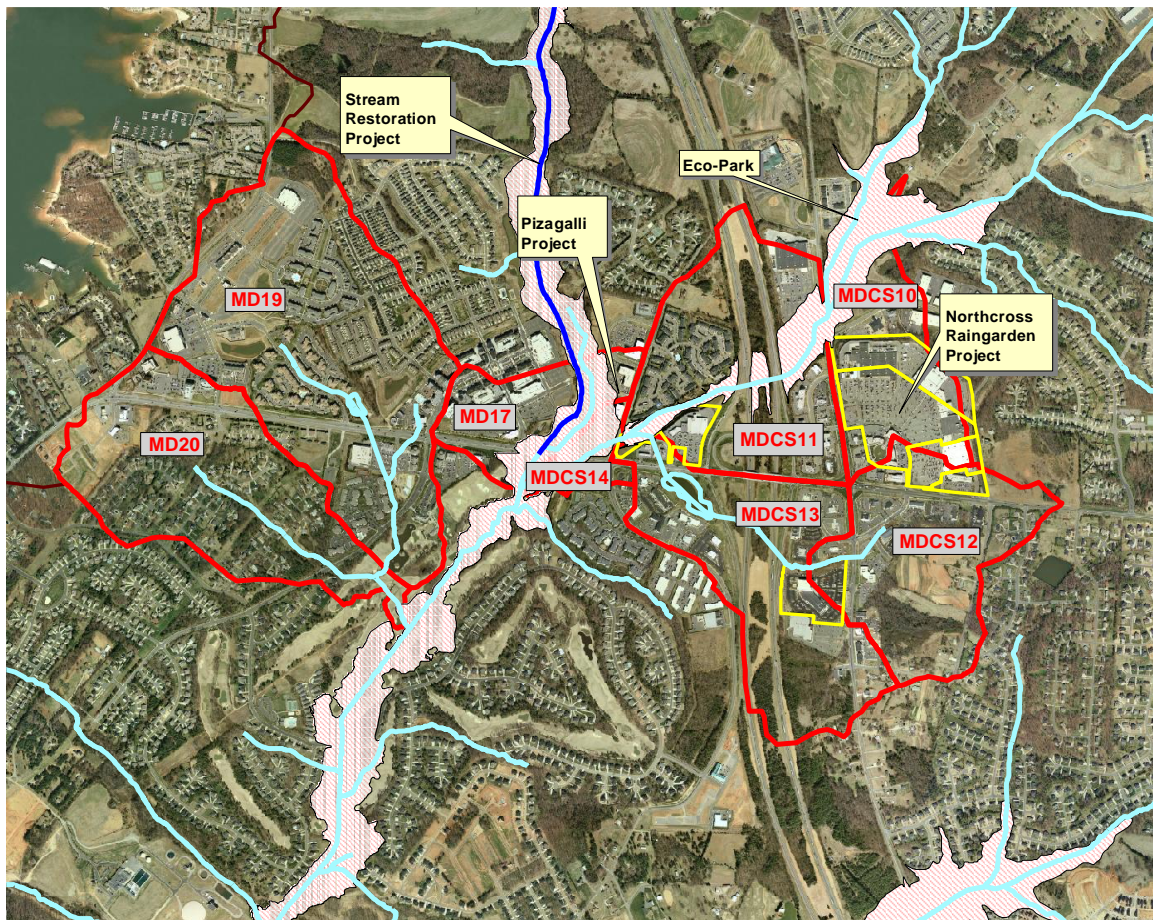 Stream
Restoration
Project
Eco-Park
Pizagalli
Project
MD19
MDCS10
Northcross
Raingarden
Project
MD17
MD20
MDCS11
MDCS14
MDCS13
MDCS12